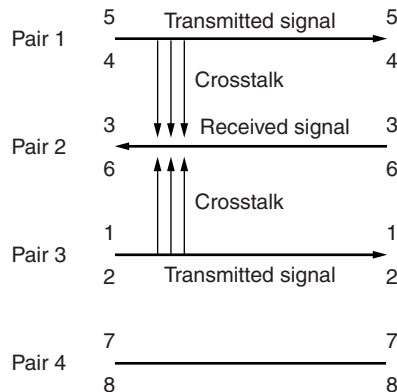 5 Transmitted signal 5
Pair 1
4 4
Crosstalk
3 Received signal 3
Pair 2
6 6
Crosstalk
1 1
Pair 3
2 Transmitted signal 2
7 7
Pair 4
8 8